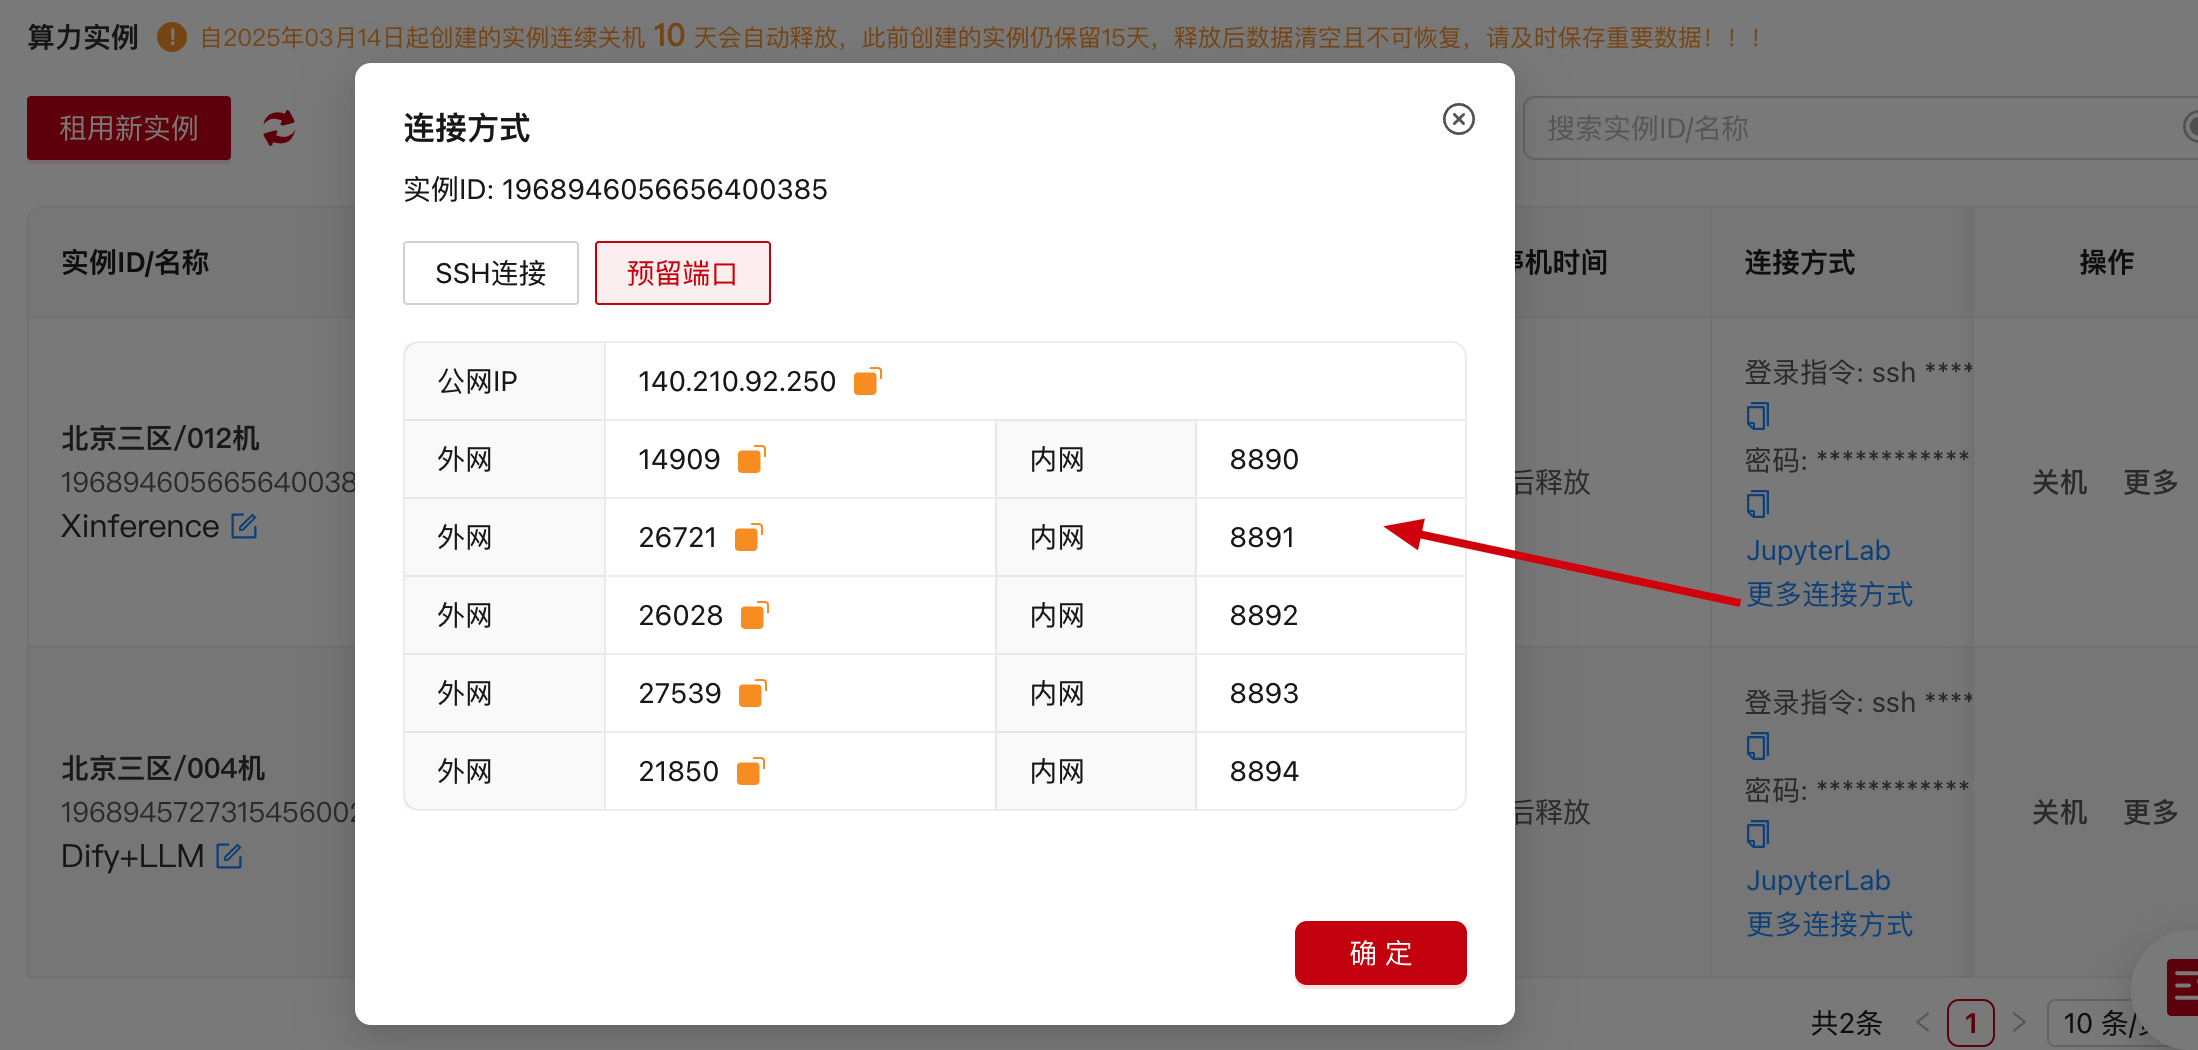 算力实例 自2025年03月14日起创建的实例连续关机 10 天会自动释放，此前创建的实例仍保留15天，释放后数据清空且不可恢复，请及时保存重要数据！！！
租用新实例
搜索实例ID/名称
连接方式
实例ID: 1968946056656400385
SSH连接 预留端口
公网IP 140.210.92.250
外网 14909 内网 8890
外网 26721 内网 8891
外网 26028 内网 8892
外网 27539 内网 8893
外网 21850 内网 8894
确 定
实例ID/名称 停机时间 连接方式 操作
北京三区/012机
196894605665640038
Xinference
后释放
登录指令: ssh ****
密码: ************
JupyterLab
更多连接方式
关机 更多
北京三区/004机
196894572731545600
Dify+LLM
后释放
登录指令: ssh ****
密码: ************
JupyterLab
更多连接方式
关机 更多
共2条 < 1 > 10 条/